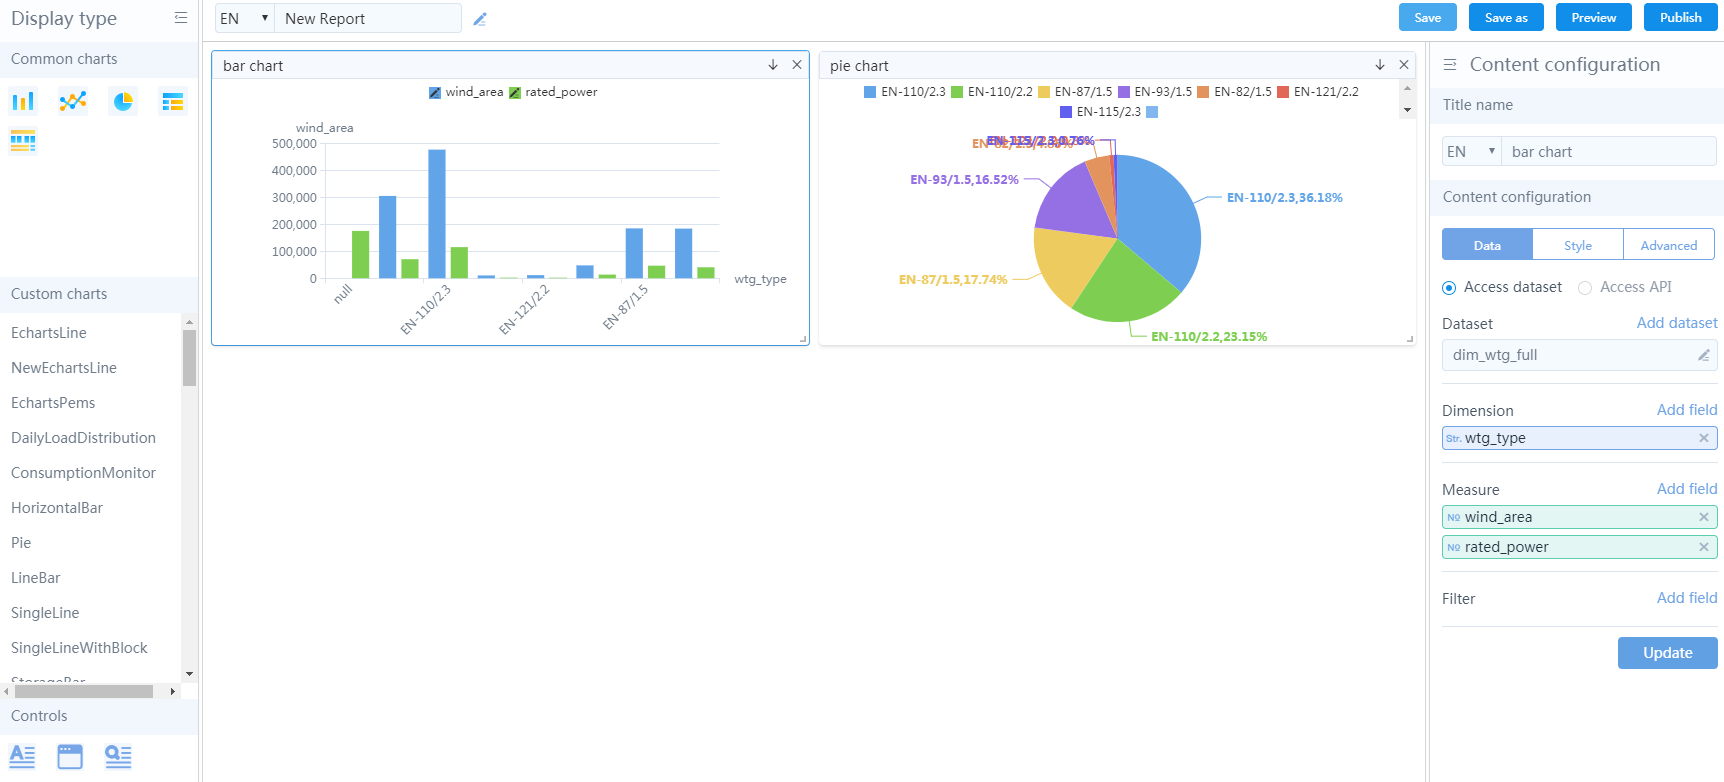 Display type
EN
New Report
Save
Save as
Preview
Publish
Common charts
Custom charts
EchartsLine
NewEchartsLine
EchartsPems
DailyLoadDistribution
ConsumptionMonitor
HorizontalBar
Pie
LineBar
SingleLine
SingleLineWithBlock
StorageBar
Controls
bar chart
wind_area rated_power
wind_area
500,000
400,000
300,000
200,000
100,000
0
null
EN-110/2.3
EN-121/2.2
EN-87/1.5
wtg_type
pie chart
EN-110/2.3 EN-110/2.2 EN-87/1.5 EN-93/1.5 EN-82/1.5 EN-121/2.2
EN-115/2.3
EN-115/2.3,0.76%
EN-93/1.5,16.52%
EN-110/2.3,36.18%
EN-87/1.5,17.74%
EN-110/2.2,23.15%
Content configuration
Title name
EN
bar chart
Content configuration
Data
Style
Advanced
Access dataset
Access API
Dataset
Add dataset
dim_wtg_full
Dimension
Add field
Str. wtg_type
Measure
Add field
No wind_area
No rated_power
Filter
Add field
Update